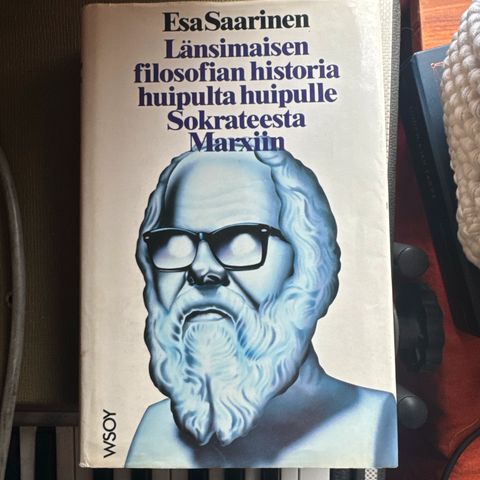 Esa Saarinen
Länsimaisen
filosofian historia
huipulta huipulle
Sokrateesta
Marxiin
WSOY